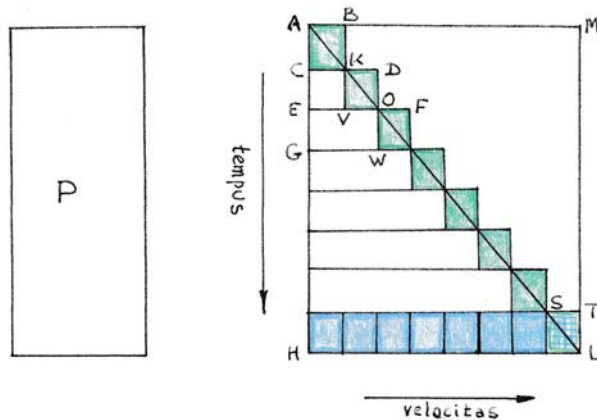 A B M
C K D
E V O F
G W
P
tempus
S T
H L
velocitas